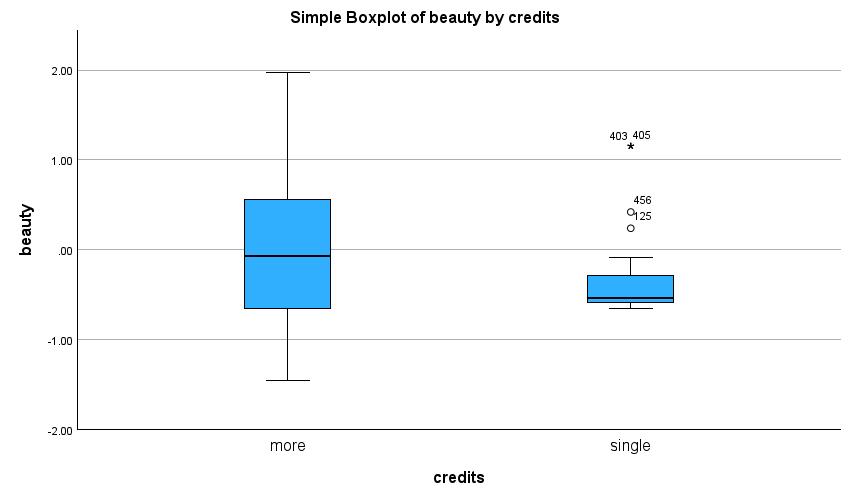 Simple Boxplot of beauty by credits
2.00
1.00
.00
-1.00
-2.00
beauty
403 405
*
456
125
more
single
credits